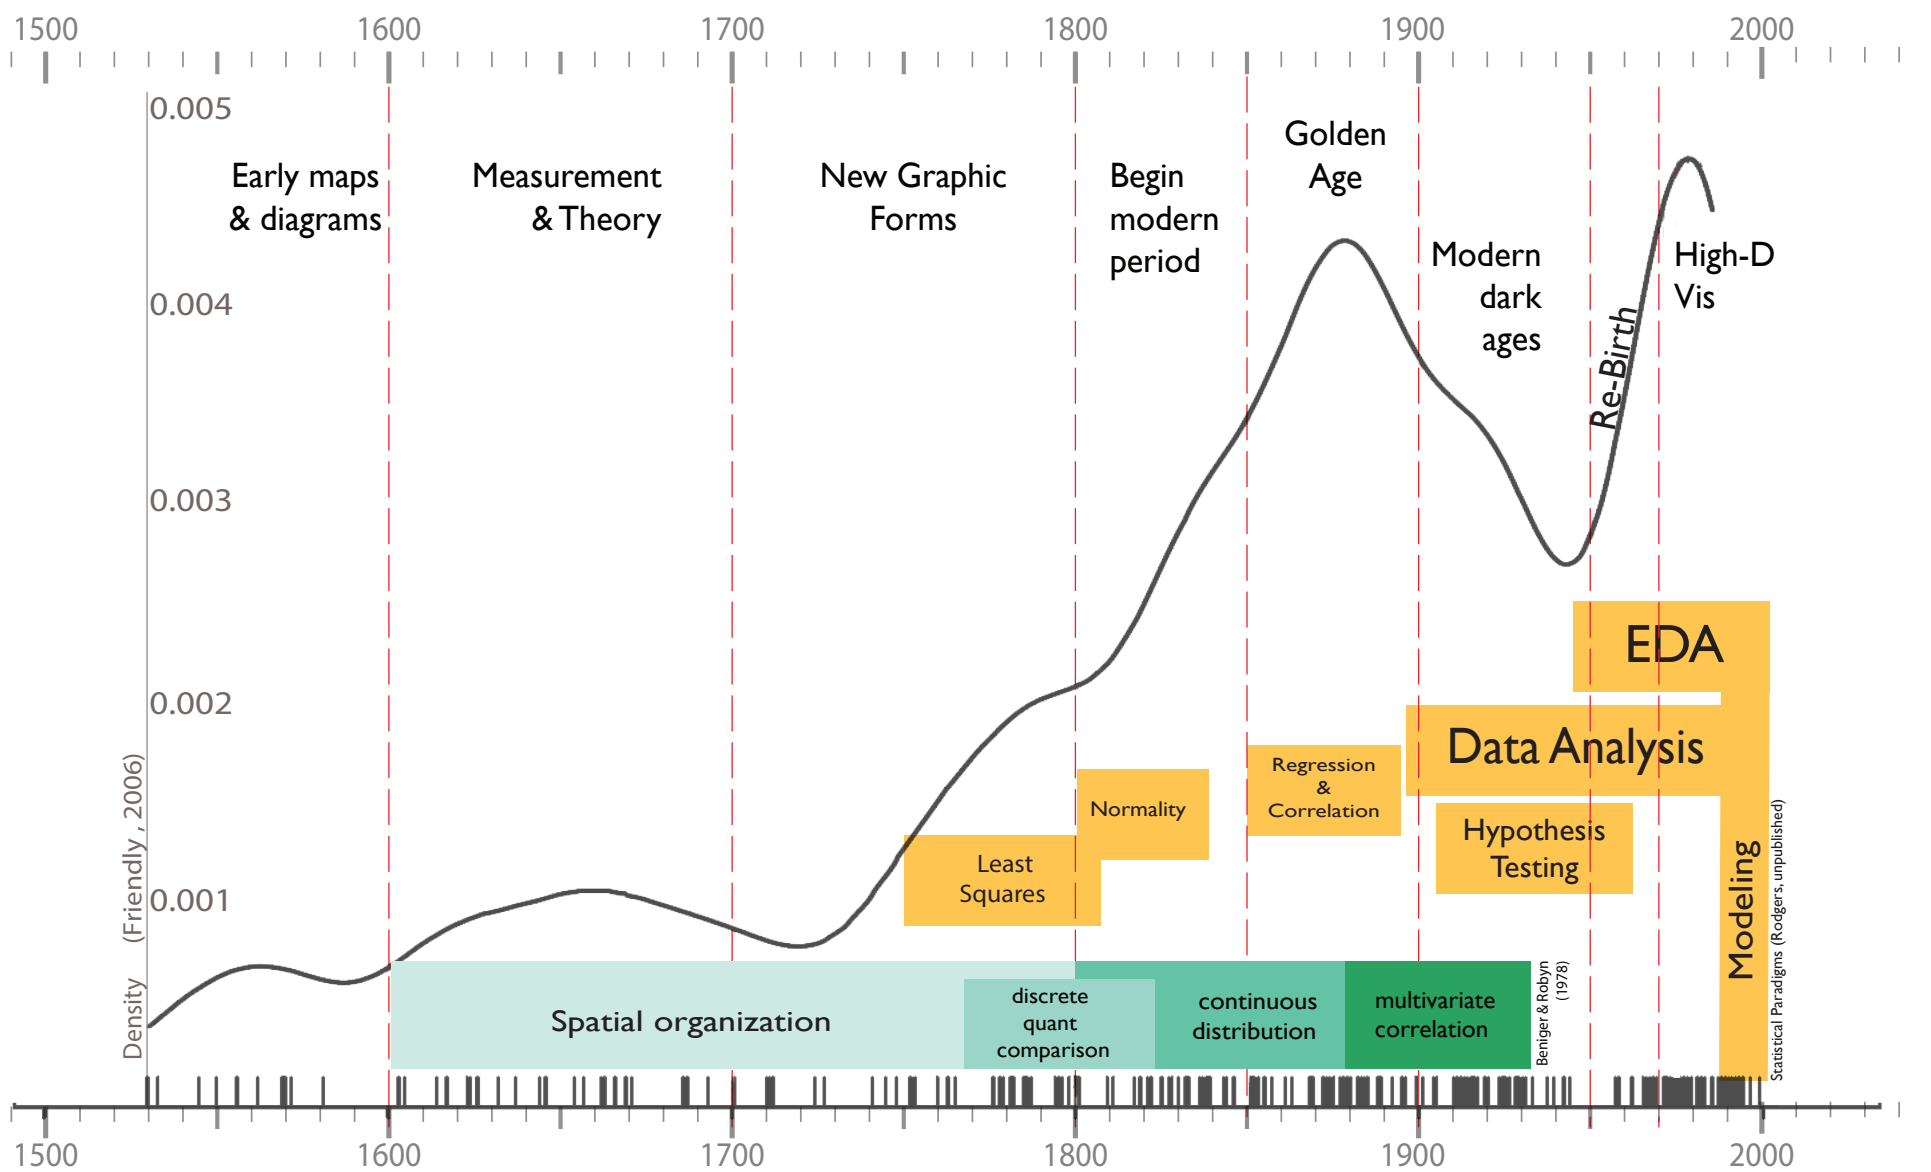 1500
1600
1700
1800
1900
2000
0.005
0.004
0.003
0.002
0.001
Density (Friendly, 2006)
Early maps
& diagrams
Measurement
& Theory
New Graphic
Forms
Begin
modern
period
Golden
Age
Modern
dark
ages
Re-Birth
High-D
Vis
EDA
Data Analysis
Hypothesis
Testing
Modeling
Statistical Paradigms (Rodgers, unpublished)
Regression
&
Correlation
Normality
Least
Squares
Spatial organization
discrete
quant
comparison
continuous
distribution
multivariate
correlation
Beniger & Robyn
(1978)
1500
1600
1700
1800
1900
2000